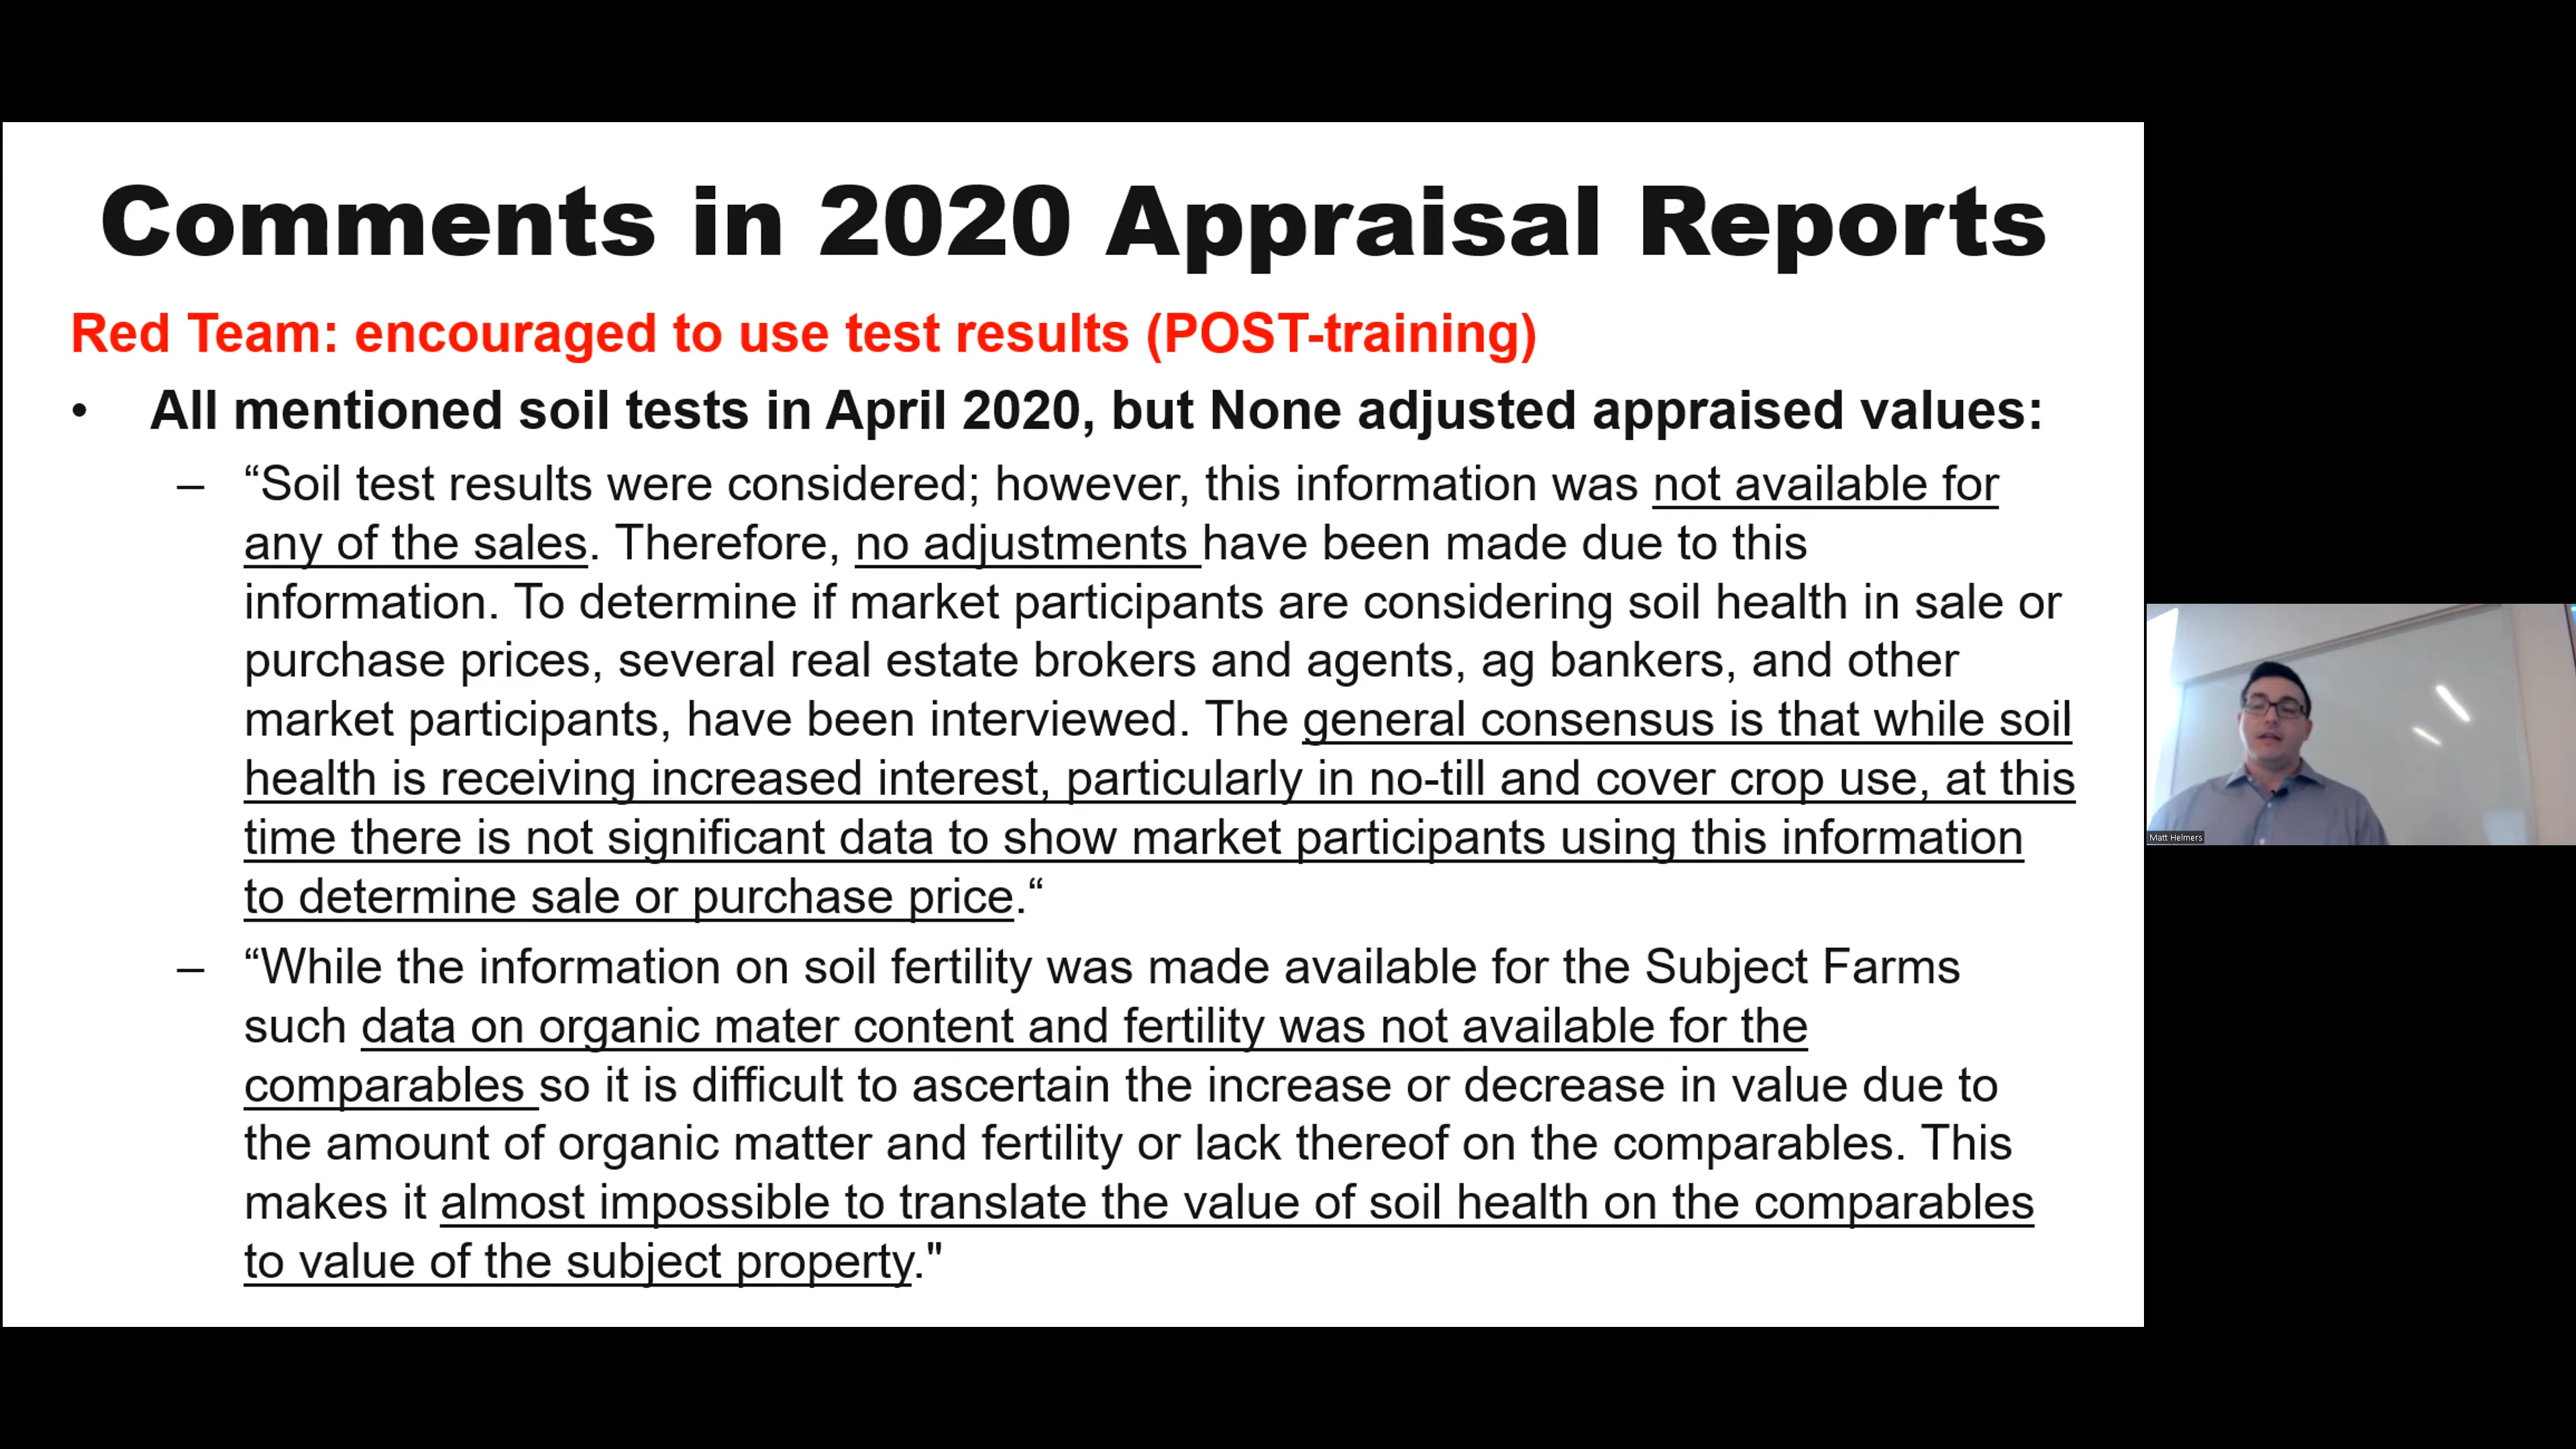 Comments in 2020 Appraisal Reports
Red Team: encouraged to use test results (POST-training)
• All mentioned soil tests in April 2020, but None adjusted appraised values:
– “Soil test results were considered; however, this information was not available for
any of the sales. Therefore, no adjustments have been made due to this
information. To determine if market participants are considering soil health in sale or
purchase prices, several real estate brokers and agents, ag bankers, and other
market participants, have been interviewed. The general consensus is that while soil
health is receiving increased interest, particularly in no-till and cover crop use, at this
time there is not significant data to show market participants using this information
to determine sale or purchase price.“
– “While the information on soil fertility was made available for the Subject Farms
such data on organic mater content and fertility was not available for the
comparables so it is difficult to ascertain the increase or decrease in value due to
the amount of organic matter and fertility or lack thereof on the comparables. This
makes it almost impossible to translate the value of soil health on the comparables
to value of the subject property."
Matt Helmers